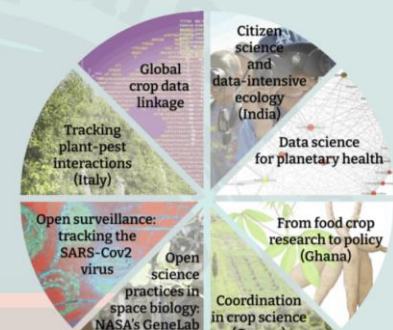 Citizen
science
and
data-intensive
ecology
(India)
Data science
for planetary health
From food crop
research to policy
(Ghana)
Coordination
in crop science
Open
science
practices in
space biology:
NASA's GeneLab
Open surveillance:
tracking the
SARS-Cov2
virus
Tracking
plant-pest
interactions
(Italy)
Global
crop data
linkage